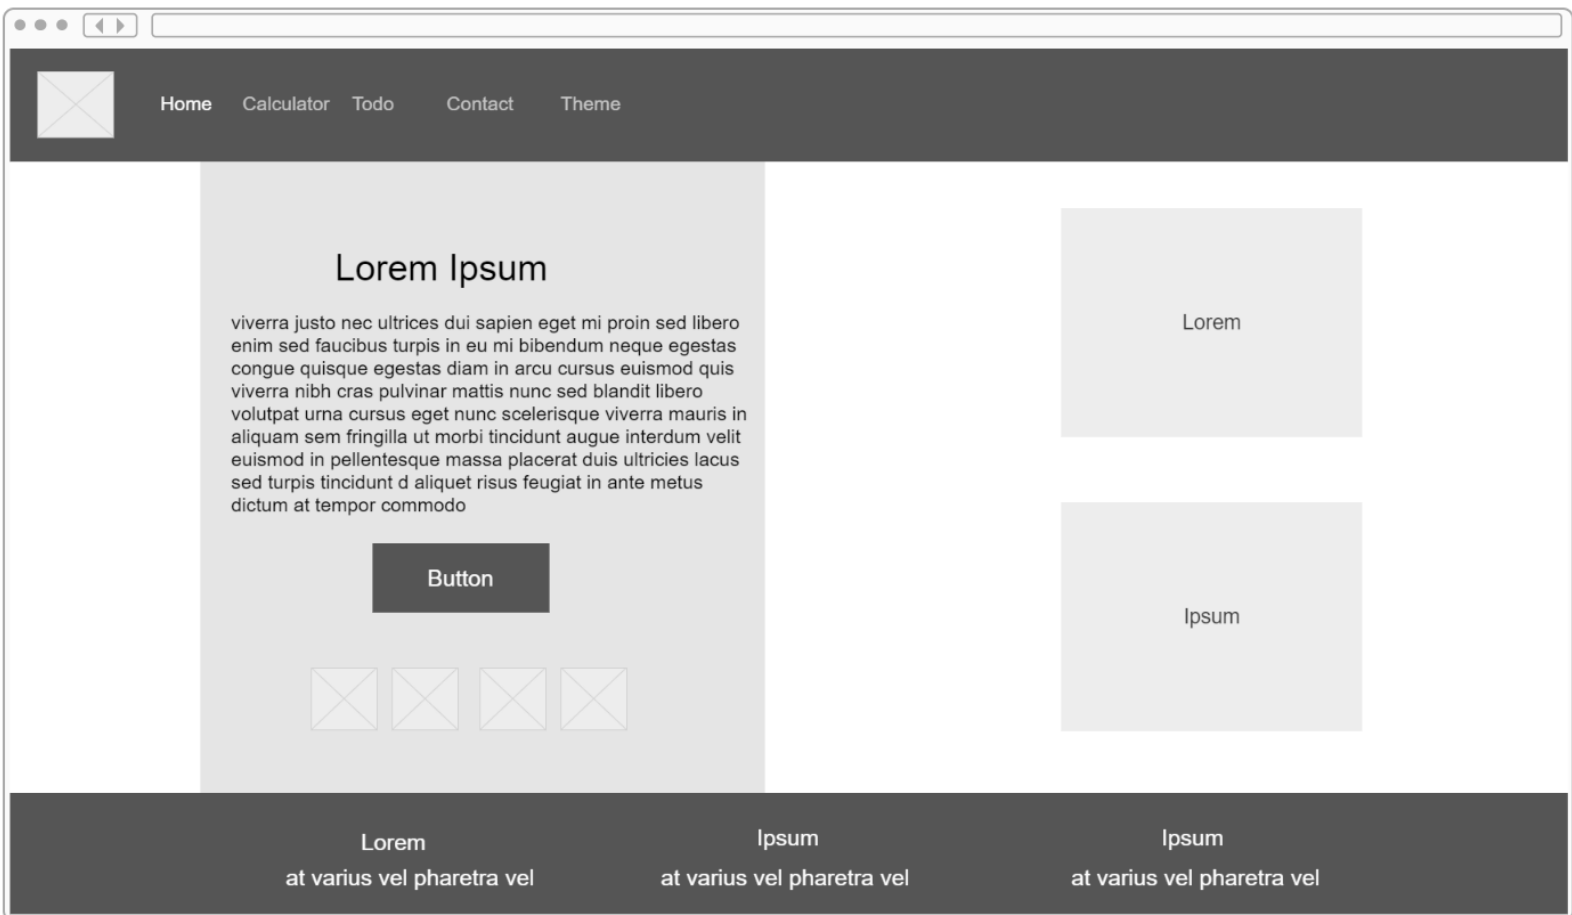 Home Calculator Todo Contact Theme
Lorem Ipsum
viverra justo nec ultrices dui sapien eget mi proin sed libero
enim sed faucibus turpis in eu mi bibendum neque egestas
congue quisque egestas diam in arcu cursus euismod quis
viverra nibh cras pulvinar mattis nunc sed blandit libero
volutpat urna cursus eget nunc scelerisque viverra mauris in
aliquam sem fringilla ut morbi tincidunt augue interdum velit
euismod in pellentesque massa placerat duis ultricies lacus
sed turpis tincidunt d aliquet risus feugiat in ante metus
dictum at tempor commodo
Button
Lorem
Ipsum
Lorem
at varius vel pharetra vel
Ipsum
at varius vel pharetra vel
Ipsum
at varius vel pharetra vel